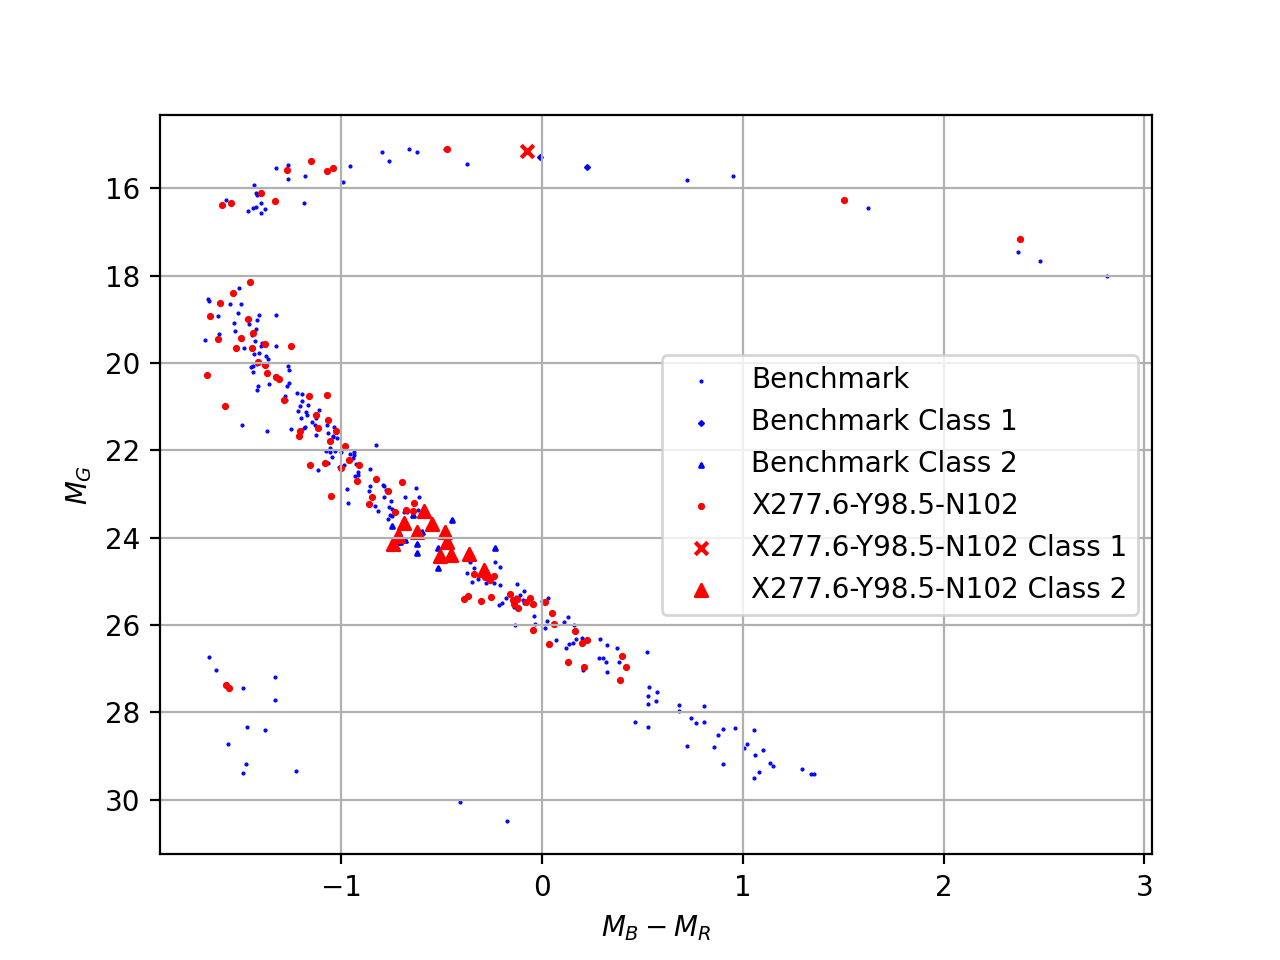 16
18
20
22
24
26
28
30
−1
0
1
2
3
M_G
M_B − M_R
Benchmark
Benchmark Class 1
Benchmark Class 2
X277.6-Y98.5-N102
X277.6-Y98.5-N102 Class 1
X277.6-Y98.5-N102 Class 2